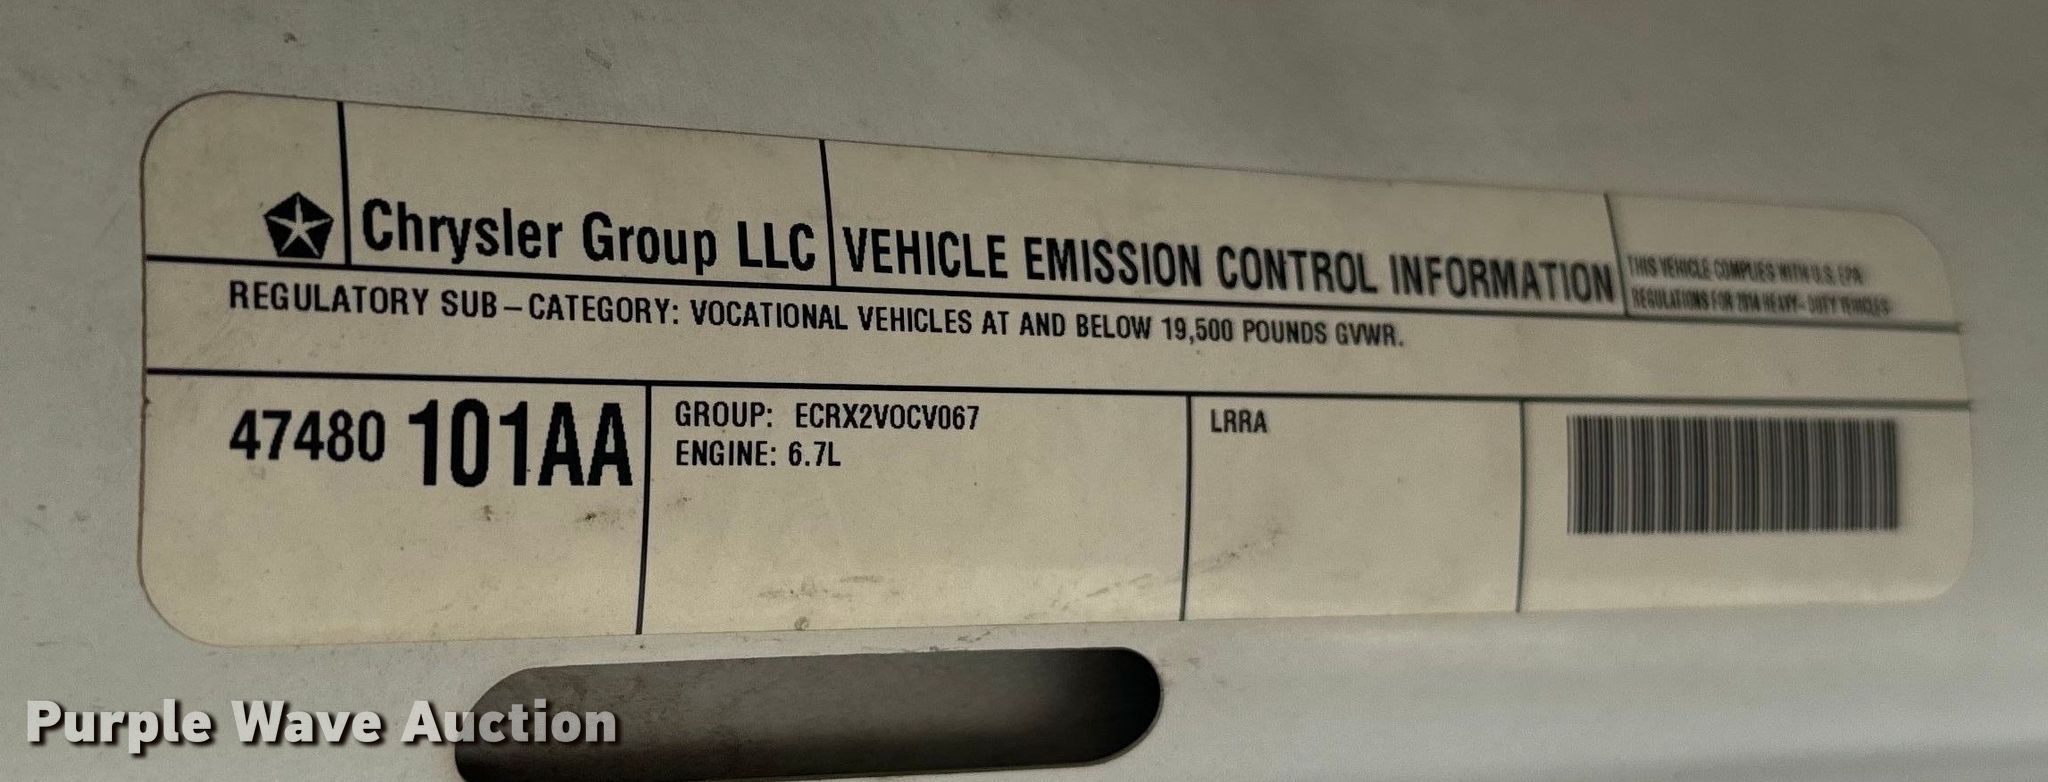 Chrysler Group LLC
VEHICLE EMISSION CONTROL INFORMATION
THIS VEHICLE COMPLIES WITH U.S. EPA
REGULATIONS FOR 2014 HEAVY- DUTY VEHICLES
REGULATORY SUB-CATEGORY: VOCATIONAL VEHICLES AT AND BELOW 19,500 POUNDS GVWR.
47480 101AA
GROUP: ECRX2VOCV067
ENGINE: 6.7L
LRRA
Purple Wave Auction